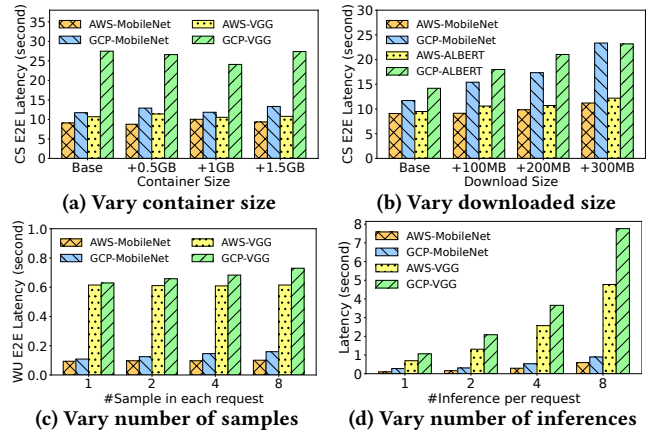 CS E2E Latency (second)
35
30
25
20
15
10
5
0
AWS-MobileNet
GCP-MobileNet
AWS-VGG
GCP-VGG
Base
+0.5GB
+1GB
+1.5GB
Container Size
(a) Vary container size
CS E2E Latency (second)
30
25
20
15
10
5
0
AWS-MobileNet
GCP-MobileNet
AWS-ALBERT
GCP-ALBERT
Base
+100MB
+200MB
+300MB
Download Size
(b) Vary downloaded size
WU E2E Latency (second)
1.0
0.8
0.6
0.4
0.2
0.0
AWS-MobileNet
GCP-MobileNet
AWS-VGG
GCP-VGG
1
2
4
8
#Sample in each request
(c) Vary number of samples
Latency (second)
8
7
6
5
4
3
2
1
0
AWS-MobileNet
GCP-MobileNet
AWS-VGG
GCP-VGG
1
2
4
8
#Inference per request
(d) Vary number of inferences